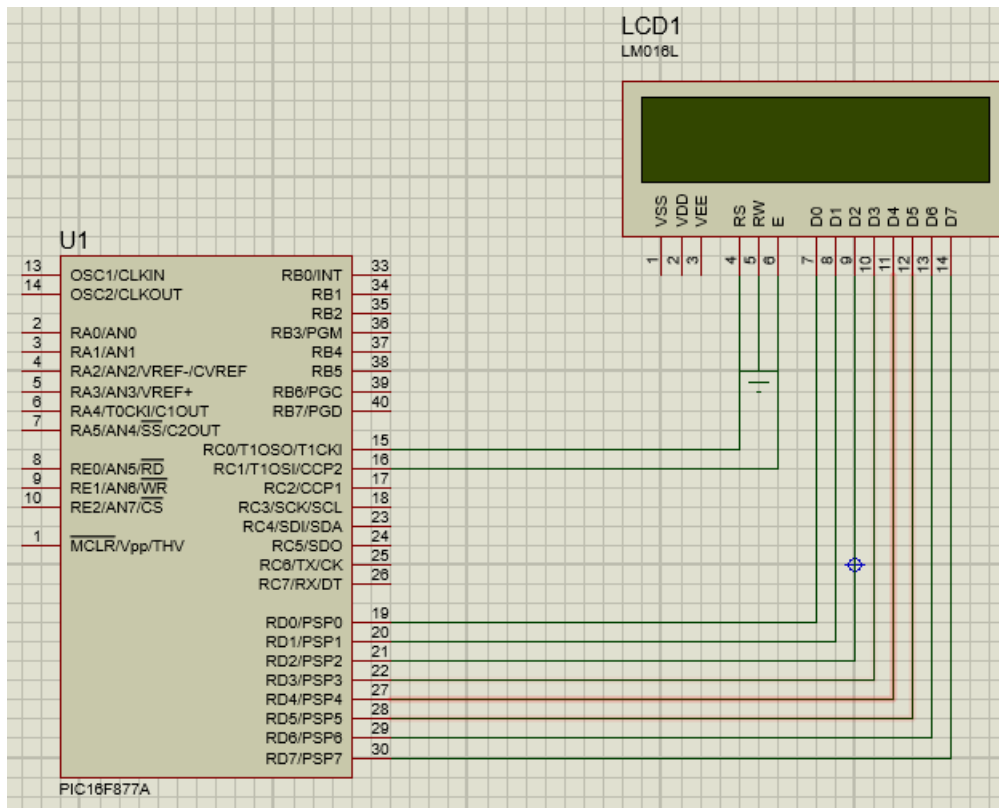 LCD1
LM016L
VSS
VDD
VEE
RS
RW
E
D0
D1
D2
D3
D4
D5
D6
D7
1
2
3
4
5
6
7
8
9
10
11
12
13
14
U1
13 OSC1/CLKIN RB0/INT 33
14 OSC2/CLKOUT RB1 34
RB2 35
2 RA0/AN0 RB3/PGM 36
3 RA1/AN1 RB4 37
4 RA2/AN2/VREF-/CVREF RB5 38
5 RA3/AN3/VREF+ RB6/PGC 39
6 RA4/T0CKI/C1OUT RB7/PGD 40
7 RA5/AN4/SS/C2OUT
RC0/T1OSO/T1CKI 15
8 RE0/AN5/RD RC1/T1OSI/CCP2 16
9 RE1/AN6/WR RC2/CCP1 17
10 RE2/AN7/CS RC3/SCK/SCL 18
RC4/SDI/SDA 23
1 MCLR/Vpp/THV RC5/SDO 24
RC6/TX/CK 25
RC7/RX/DT 26
RD0/PSP0 19
RD1/PSP1 20
RD2/PSP2 21
RD3/PSP3 22
RD4/PSP4 27
RD5/PSP5 28
RD6/PSP6 29
RD7/PSP7 30
PIC16F877A